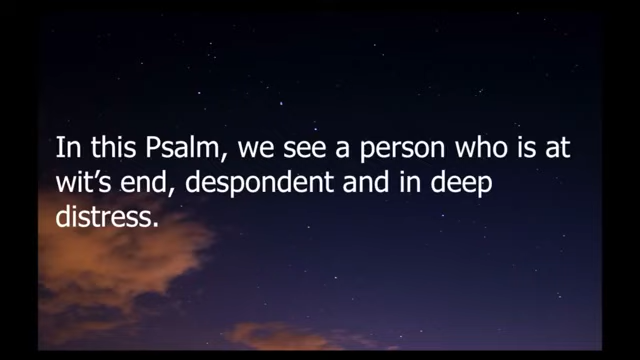 In this Psalm, we see a person who is at
wit’s end, despondent and in deep
distress.